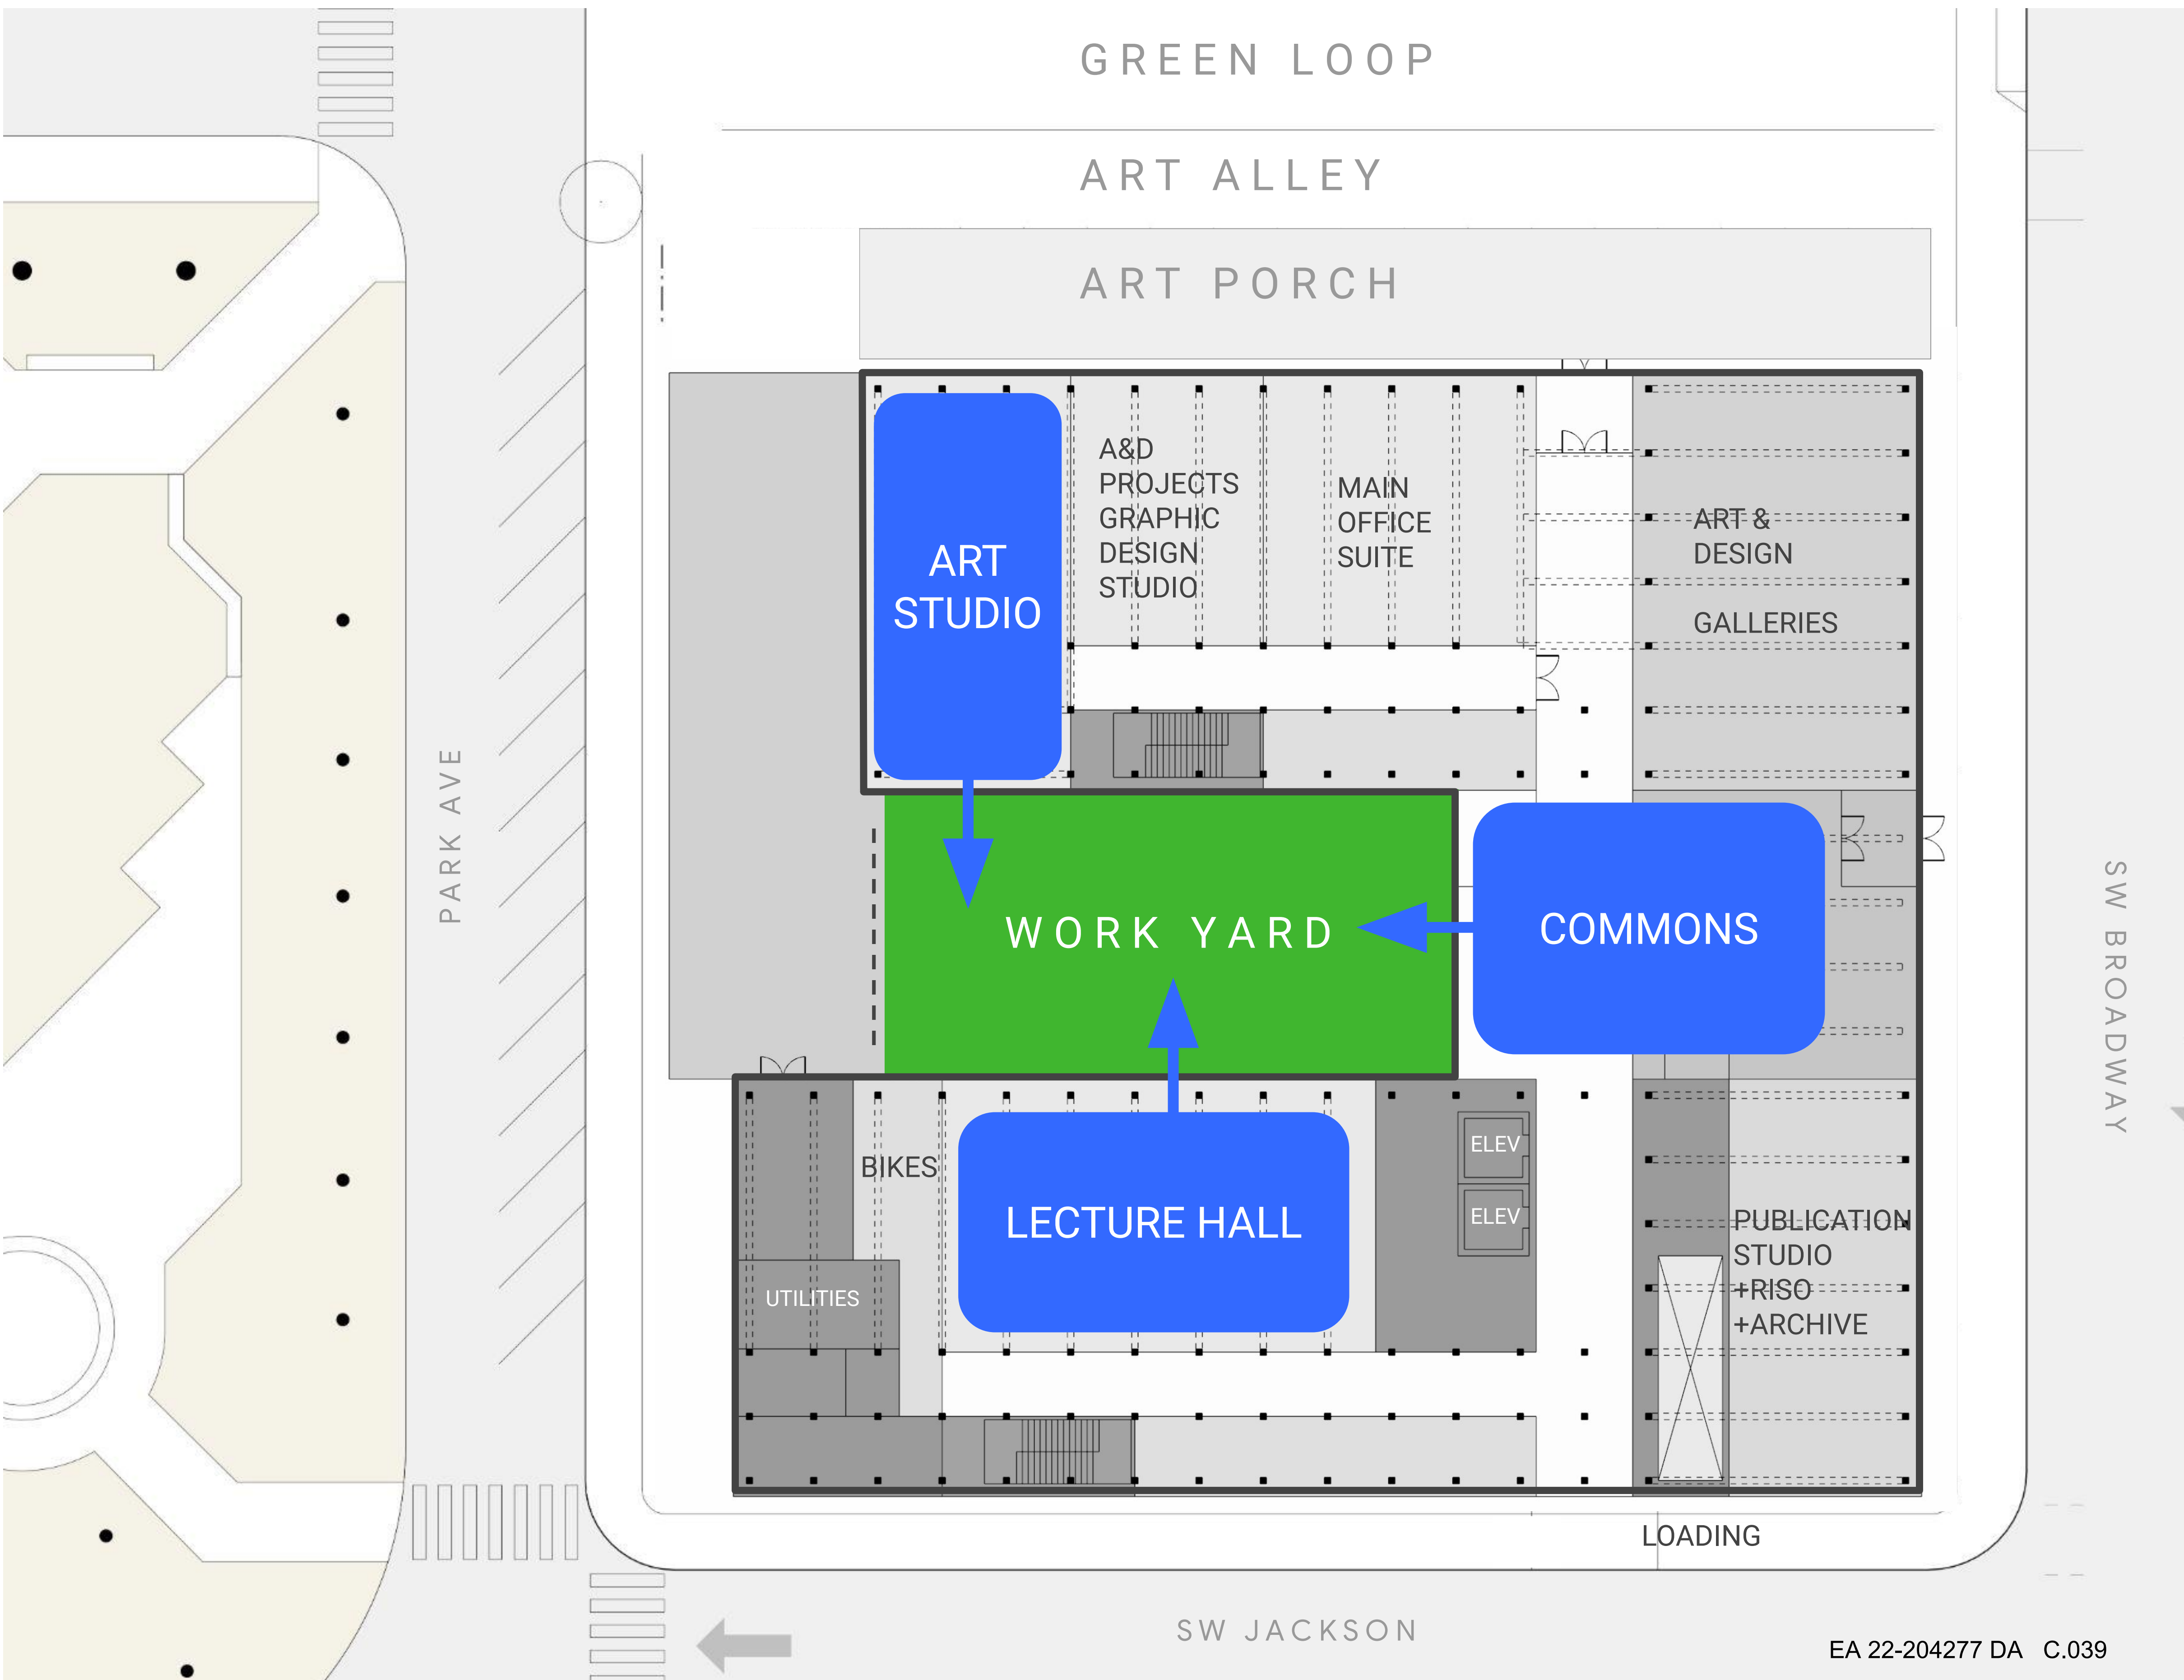 GREEN LOOP
ART ALLEY
ART PORCH
ART
STUDIO
A&D
PROJECTS
GRAPHIC
DESIGN
STUDIO
MAIN
OFFICE
SUITE
ART &
DESIGN
GALLERIES
PARK AVE
WORK YARD
COMMONS
SW BROADWAY
BIKES
LECTURE HALL
ELEV
ELEV
UTILITIES
PUBLICATION
STUDIO
+RISO
+ARCHIVE
LOADING
SW JACKSON
EA 22-204277 DA C.039